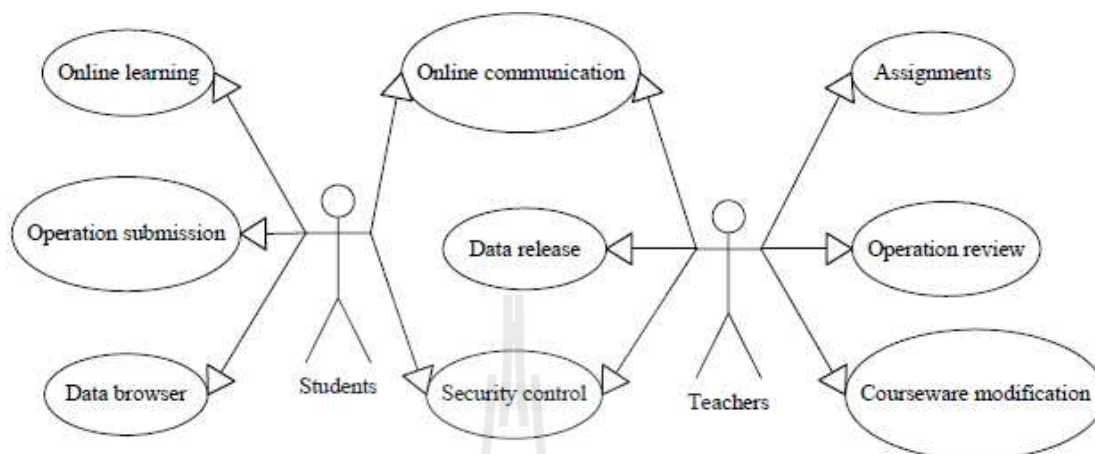 Online learning
Online communication
Assignments
Operation submission
Data release
Operation review
Data browser
Students
Security control
Teachers
Courseware modification